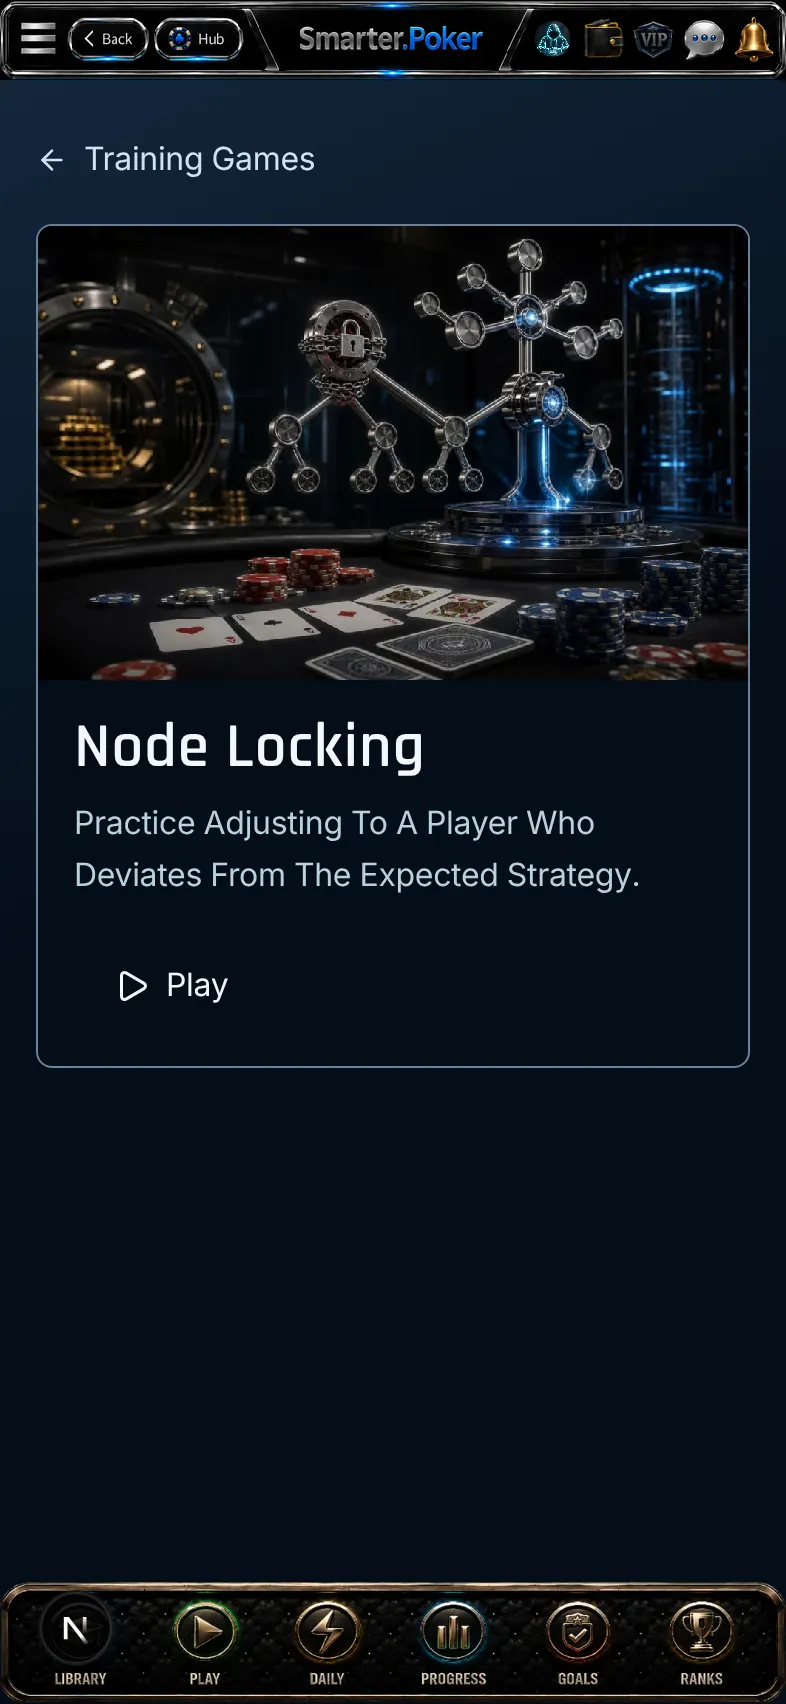 Back
Hub
Smarter.Poker
VIP
Training Games
Node Locking
Practice Adjusting To A Player Who
Deviates From The Expected Strategy.
Play
N
LIBRARY
PLAY
DAILY
PROGRESS
GOALS
RANKS